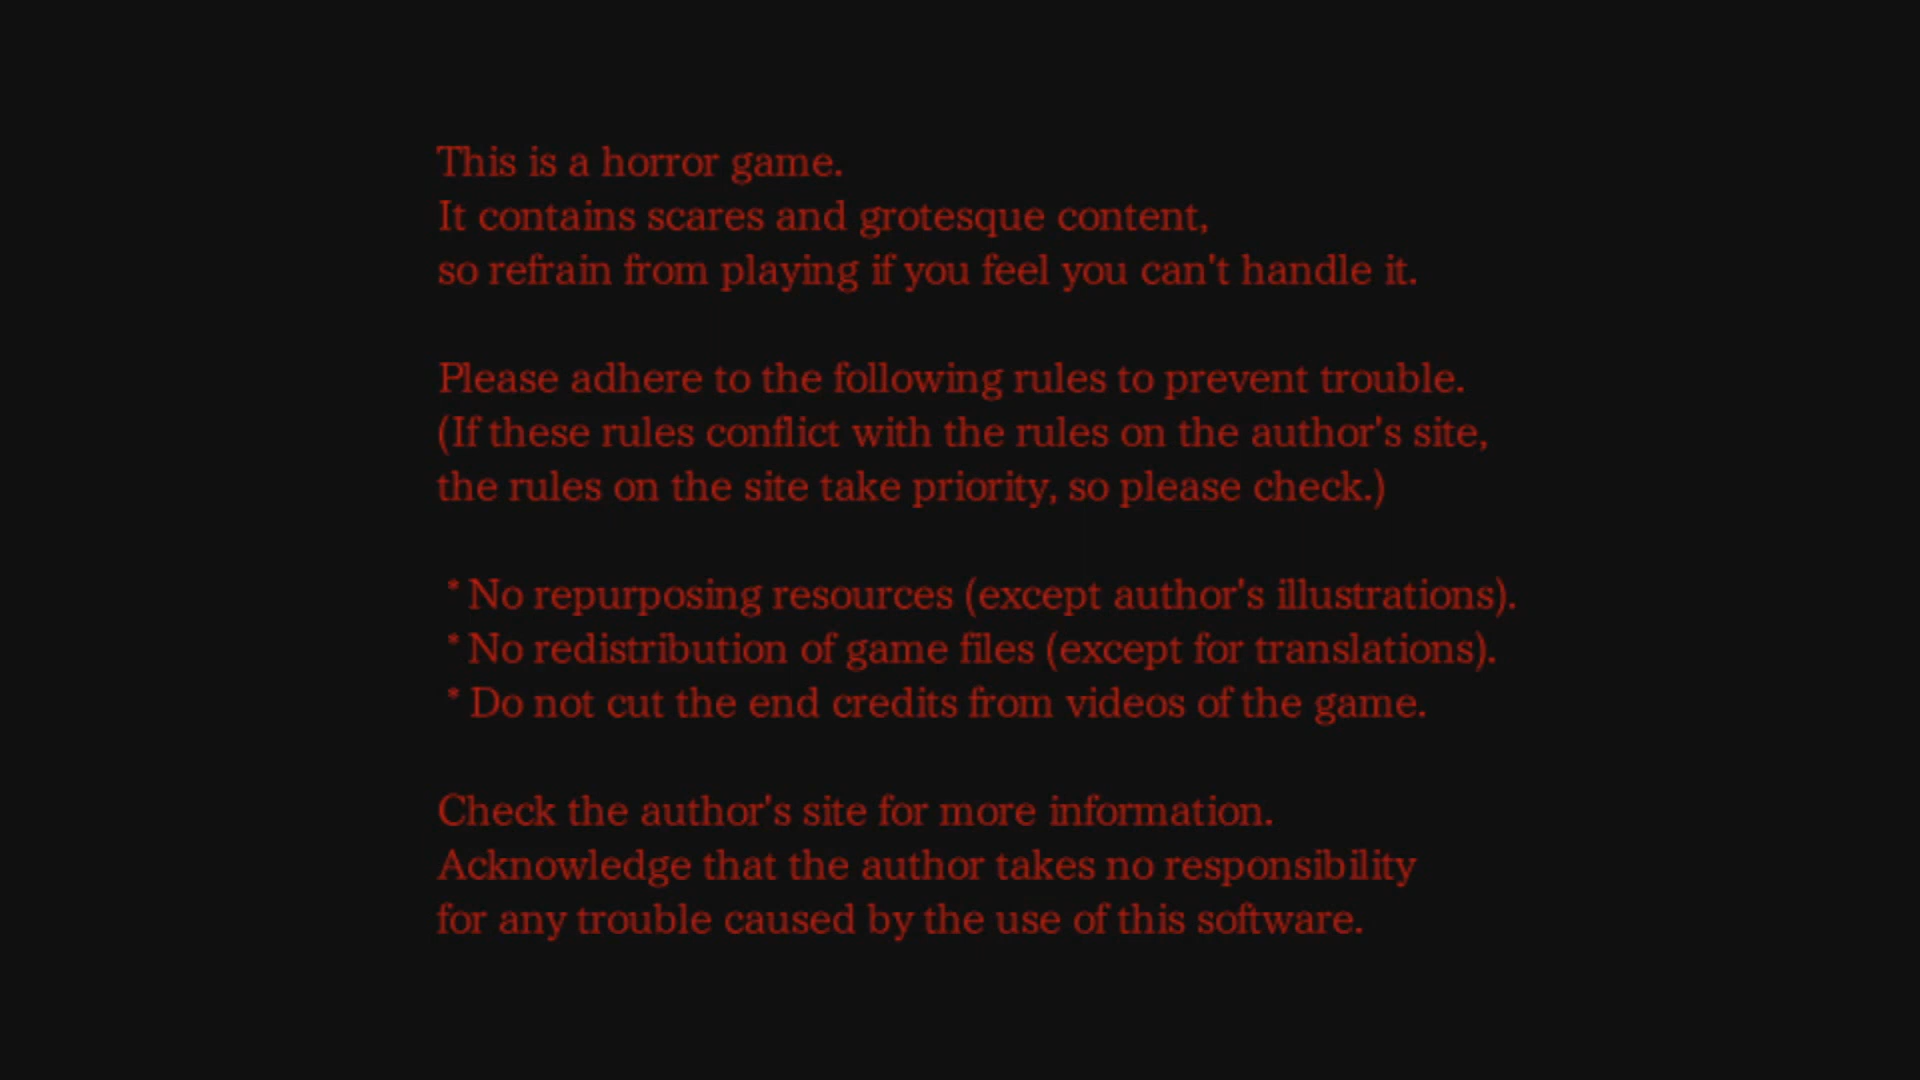 This is a horror game.
It contains scares and grotesque content,
so refrain from playing if you feel you can't handle it.
Please adhere to the following rules to prevent trouble.
(If these rules conflict with the rules on the author's site,
the rules on the site take priority, so please check.)
* No repurposing resources (except author's illustrations).
* No redistribution of game files (except for translations).
* Do not cut the end credits from videos of the game.
Check the author's site for more information.
Acknowledge that the author takes no responsibility
for any trouble caused by the use of this software.